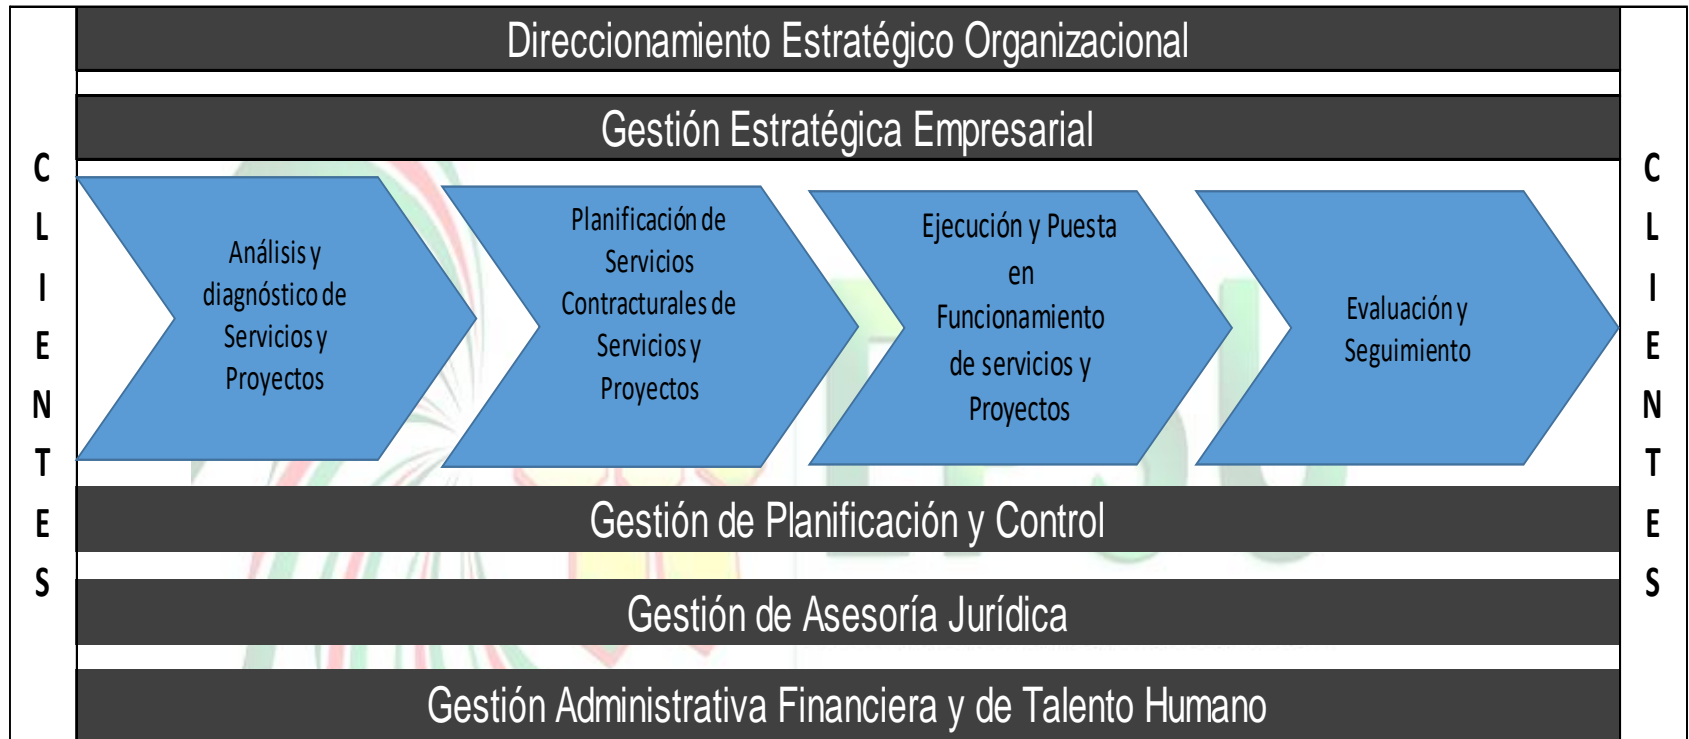 Direccionamiento Estratégico Organizacional
Gestión Estratégica Empresarial
C
L
I
E
N
T
E
S
Análisis y
diagnóstico de
Servicios y
Proyectos
Planificación de
Servicios
Contracturales de
Servicios y
Proyectos
Ejecución y Puesta
en
Funcionamiento
de servicios y
Proyectos
Evaluación y
Seguimiento
C
L
I
E
N
T
E
S
Gestión de Planificación y Control
Gestión de Asesoría Jurídica
Gestión Administrativa Financiera y de Talento Humano